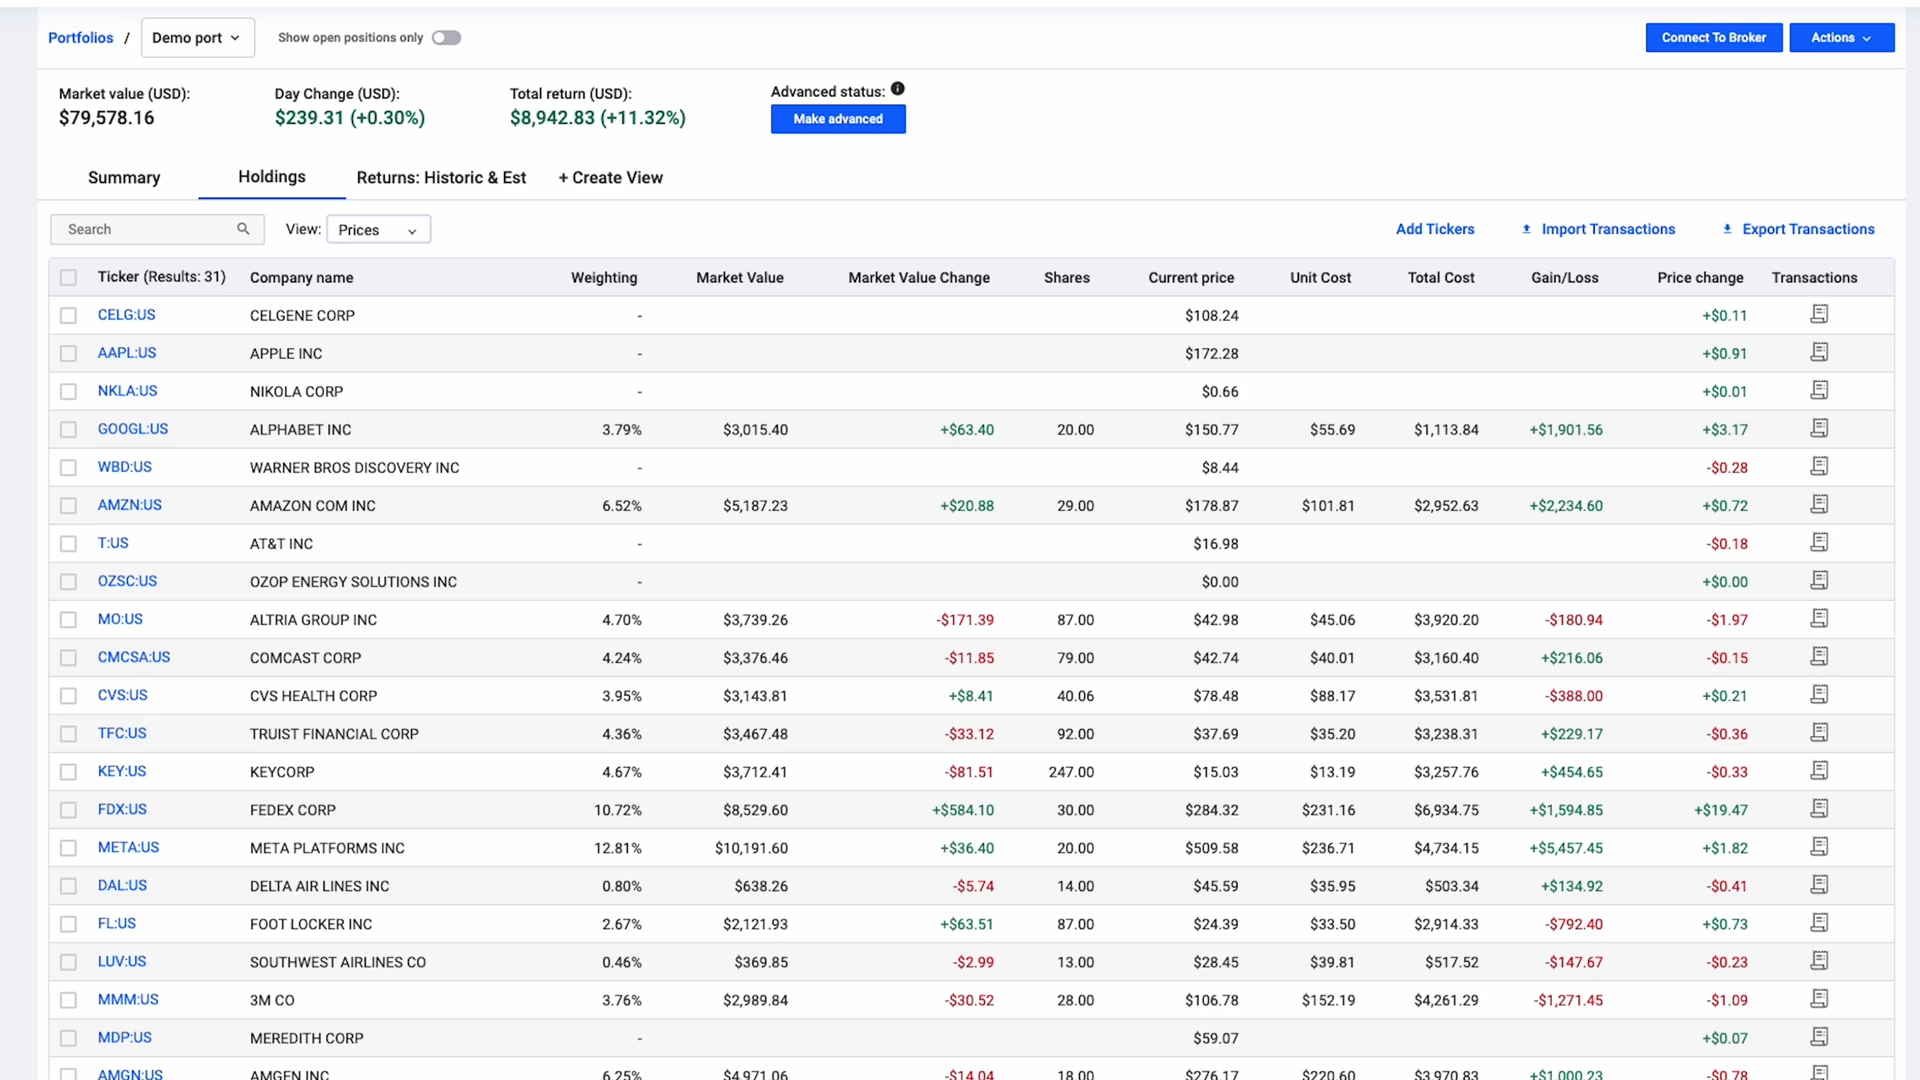 Portfolios / Demo port Show open positions only Connect To Broker Actions
Market value (USD): Day Change (USD): Total return (USD): Advanced status:
$79,578.16 $239.31 (+0.30%) $8,942.83 (+11.32%) Make advanced
Summary Holdings Returns: Historic & Est + Create View
Search View: Prices Add Tickers Import Transactions Export Transactions
Ticker (Results: 31) Company name Weighting Market Value Market Value Change Shares Current price Unit Cost Total Cost Gain/Loss Price change Transactions
CELG:US CELGENE CORP - $108.24 +$0.11
AAPL:US APPLE INC - $172.28 +$0.91
NKLA:US NIKOLA CORP - $0.66 +$0.01
GOOGL:US ALPHABET INC 3.79% $3,015.40 +$63.40 20.00 $150.77 $55.69 $1,113.84 +$1,901.56 +$3.17
WBD:US WARNER BROS DISCOVERY INC - $8.44 -$0.28
AMZN:US AMAZON COM INC 6.52% $5,187.23 +$20.88 29.00 $178.87 $101.81 $2,952.63 +$2,234.60 +$0.72
T:US AT&T INC - $16.98 -$0.18
OZSC:US OZOP ENERGY SOLUTIONS INC - $0.00 +$0.00
MO:US ALTRIA GROUP INC 4.70% $3,739.26 -$171.39 87.00 $42.98 $45.06 $3,920.20 -$180.94 -$1.97
CMCSA:US COMCAST CORP 4.24% $3,376.46 -$11.85 79.00 $42.74 $40.01 $3,160.40 +$216.06 -$0.15
CVS:US CVS HEALTH CORP 3.95% $3,143.81 +$8.41 40.06 $78.48 $88.17 $3,531.81 -$388.00 +$0.21
TFC:US TRUIST FINANCIAL CORP 4.36% $3,467.48 -$33.12 92.00 $37.69 $35.20 $3,238.31 +$229.17 -$0.36
KEY:US KEYCORP 4.67% $3,712.41 -$81.51 247.00 $15.03 $13.19 $3,257.76 +$454.65 -$0.33
FDX:US FEDEX CORP 10.72% $8,529.60 +$584.10 30.00 $284.32 $231.16 $6,934.75 +$1,594.85 +$19.47
META:US META PLATFORMS INC 12.81% $10,191.60 +$36.40 20.00 $509.58 $236.71 $4,734.15 +$5,457.45 +$1.82
DAL:US DELTA AIR LINES INC 0.80% $638.26 -$5.74 14.00 $45.59 $35.95 $503.34 +$134.92 -$0.41
FL:US FOOT LOCKER INC 2.67% $2,121.93 +$63.51 87.00 $24.39 $33.50 $2,914.33 -$792.40 +$0.73
LUV:US SOUTHWEST AIRLINES CO 0.46% $369.85 -$2.99 13.00 $28.45 $39.81 $517.52 -$147.67 -$0.23
MMM:US 3M CO 3.76% $2,989.84 -$30.52 28.00 $106.78 $152.19 $4,261.29 -$1,271.45 -$1.09
MDP:US MEREDITH CORP - $59.07 +$0.07
AMGN:US AMGEN INC 6.25% $4,971.06 -$14.04 18.00 $276.17 $220.60 $3,970.83 +$1,000.23 -$0.78